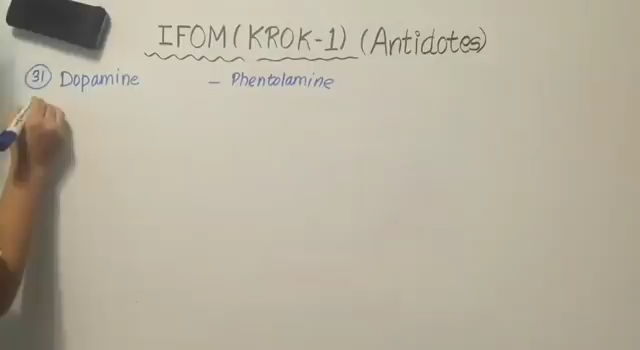 IFOM (KROK-1) (Antidotes)
31 Dopamine - Phentolamine